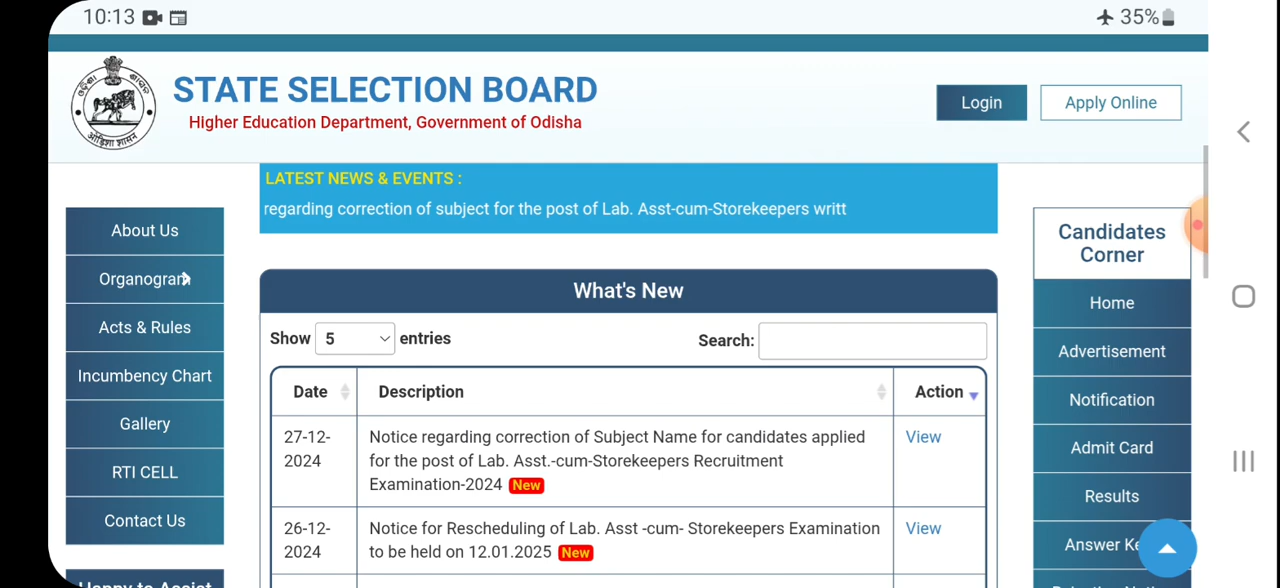 10:13
35%
STATE SELECTION BOARD
Higher Education Department, Government of Odisha
Login
Apply Online
LATEST NEWS & EVENTS :
regarding correction of subject for the post of Lab. Asst-cum-Storekeepers writt
About Us
Organogram
Acts & Rules
Incumbency Chart
Gallery
RTI CELL
Contact Us
Happy to Assist
What's New
Show 5 entries
Search:
Date Description Action
27-12-
2024
Notice regarding correction of Subject Name for candidates applied
for the post of Lab. Asst.-cum-Storekeepers Recruitment
Examination-2024 New
View
26-12-
2024
Notice for Rescheduling of Lab. Asst -cum- Storekeepers Examination
to be held on 12.01.2025 New
View
Candidates
Corner
Home
Advertisement
Notification
Admit Card
Results
Answer Ke